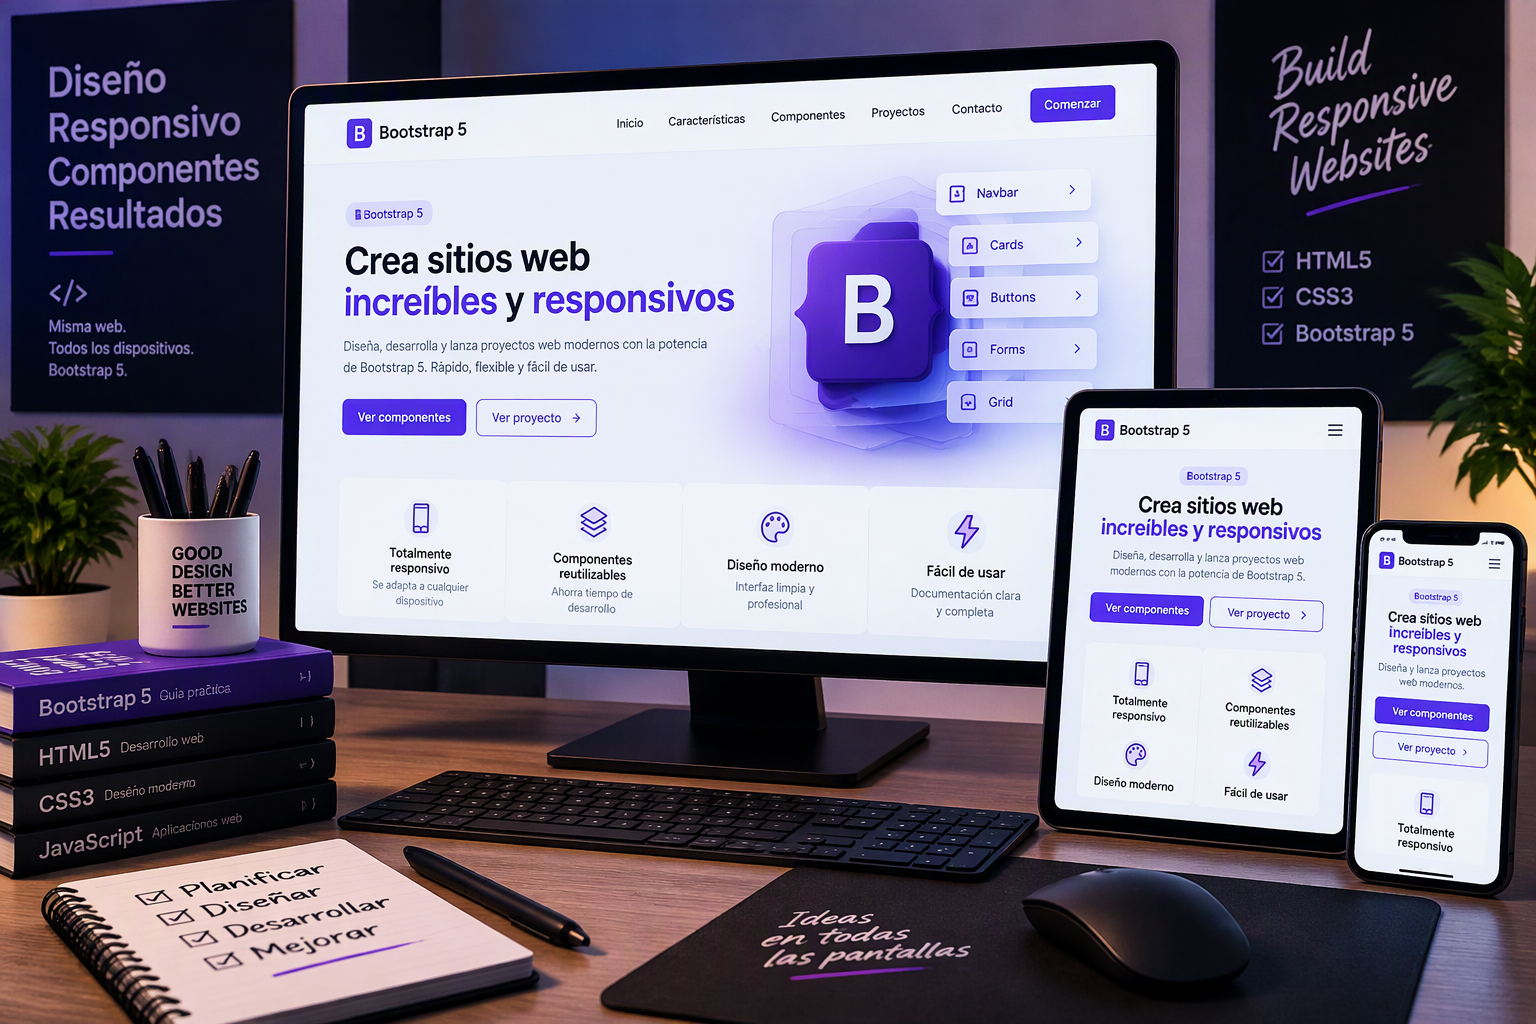 Diseño
Responsivo
Componentes
Resultados
</>
Misma web.
Todos los dispositivos.
Bootstrap 5.
B Bootstrap 5
Inicio
Características
Componentes
Proyectos
Contacto
Comenzar
Bootstrap 5
Crea sitios web
increíbles y responsivos
Diseña, desarrolla y lanza proyectos web modernos con la potencia
de Bootstrap 5. Rápido, flexible y fácil de usar.
Ver componentes
Ver proyecto →
B
Navbar
Cards
Buttons
Forms
Grid
Totalmente
responsivo
Se adapta a cualquier
dispositivo
Componentes
reutilizables
Ahorra tiempo de
desarrollo
Diseño moderno
Interfaz limpia y
profesional
Fácil de usar
Documentación clara
y completa
Build
Responsive
Websites
HTML5
CSS3
Bootstrap 5
B Bootstrap 5
Bootstrap 5
Crea sitios web
increíbles y responsivos
Diseña, desarrolla y lanza proyectos web
modernos con la potencia de Bootstrap 5.
Ver componentes
Ver proyecto
Totalmente
responsivo
Componentes
reutilizables
Diseño moderno
Fácil de usar
B Bootstrap 5
Bootstrap 5
Crea sitios web
increíbles y
responsivos
Diseña y lanza proyectos
web modernos.
Ver componentes
Ver proyecto
Totalmente
responsivo
GOOD
DESIGN
BETTER
WEBSITES
Bootstrap 5 Guia práctica
HTML5 Desarrollo web
CSS3 moderno
JavaScript Aplicaciones web
Planificar
Diseñar
Desarrollar
Mejorar
Ideas
en todas
las pantallas